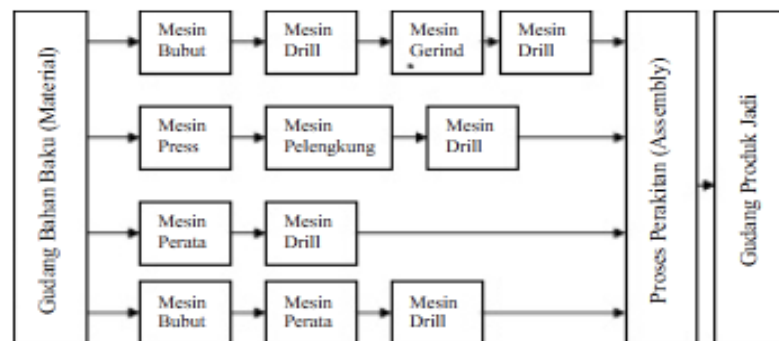 Gudang Bahan Baku (Material)
Mesin
Bubut
Mesin
Drill
Mesin
Gerind
Mesin
Drill
Mesin
Press
Mesin
Pelengkung
Mesin
Drill
Mesin
Perata
Mesin
Drill
Mesin
Bubut
Mesin
Perata
Mesin
Drill
Proses Perakitan (Assembly)
Gudang Produk Jadi